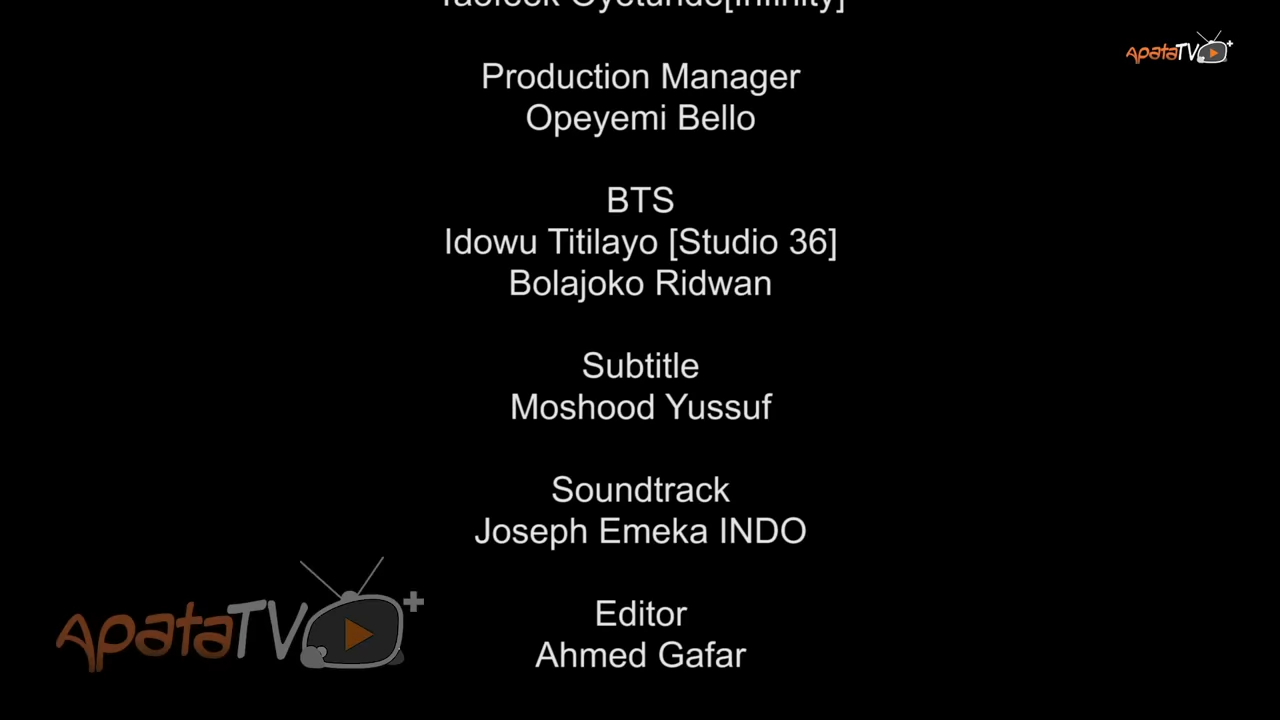 ApataTV+
Production Manager
Opeyemi Bello
BTS
Idowu Titilayo [Studio 36]
Bolajoko Ridwan
Subtitle
Moshood Yussuf
Soundtrack
Joseph Emeka INDO
Editor
Ahmed Gafar
ApataTV+